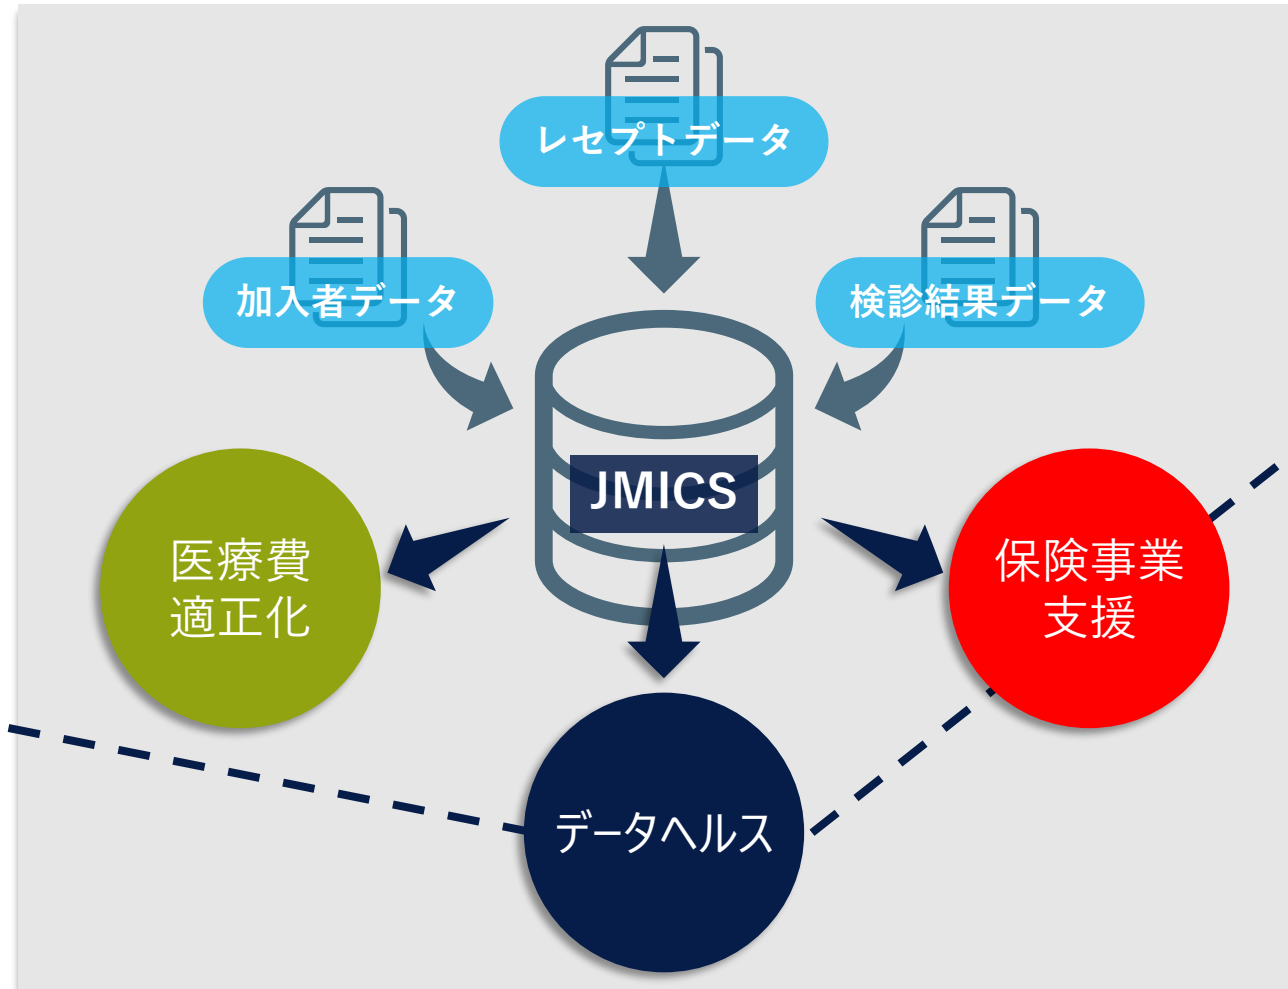 レセプトデータ
加入者データ
検診結果データ
JMICS
医療費
適正化
保険事業
支援
データヘルス